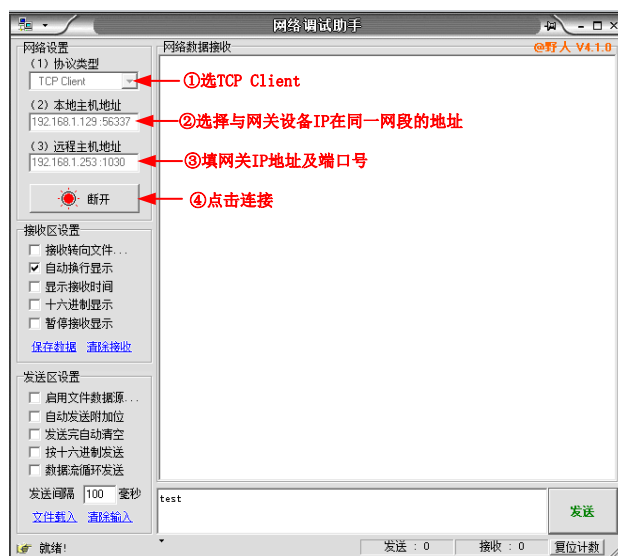 网络调试助手
网络设置
网络数据接收
@野人 V4.1.0
(1) 协议类型
TCP Client
①选TCP Client
(2) 本地主机地址
192.168.1.129:56337
②选择与网关设备IP在同一网段的地址
(3) 远程主机地址
192.168.1.253:1030
③填网关IP地址及端口号
断开
④点击连接
接收区设置
接收转向文件...
自动换行显示
显示接收时间
十六进制显示
暂停接收显示
保存数据 清除接收
发送区设置
启用文件数据源...
自动发送附加位
发送完自动清空
按十六进制发送
数据流循环发送
发送间隔 100 毫秒
文件载入 清除输入
test
发送
就绪!
发送 : 0
接收 : 0
复位计数